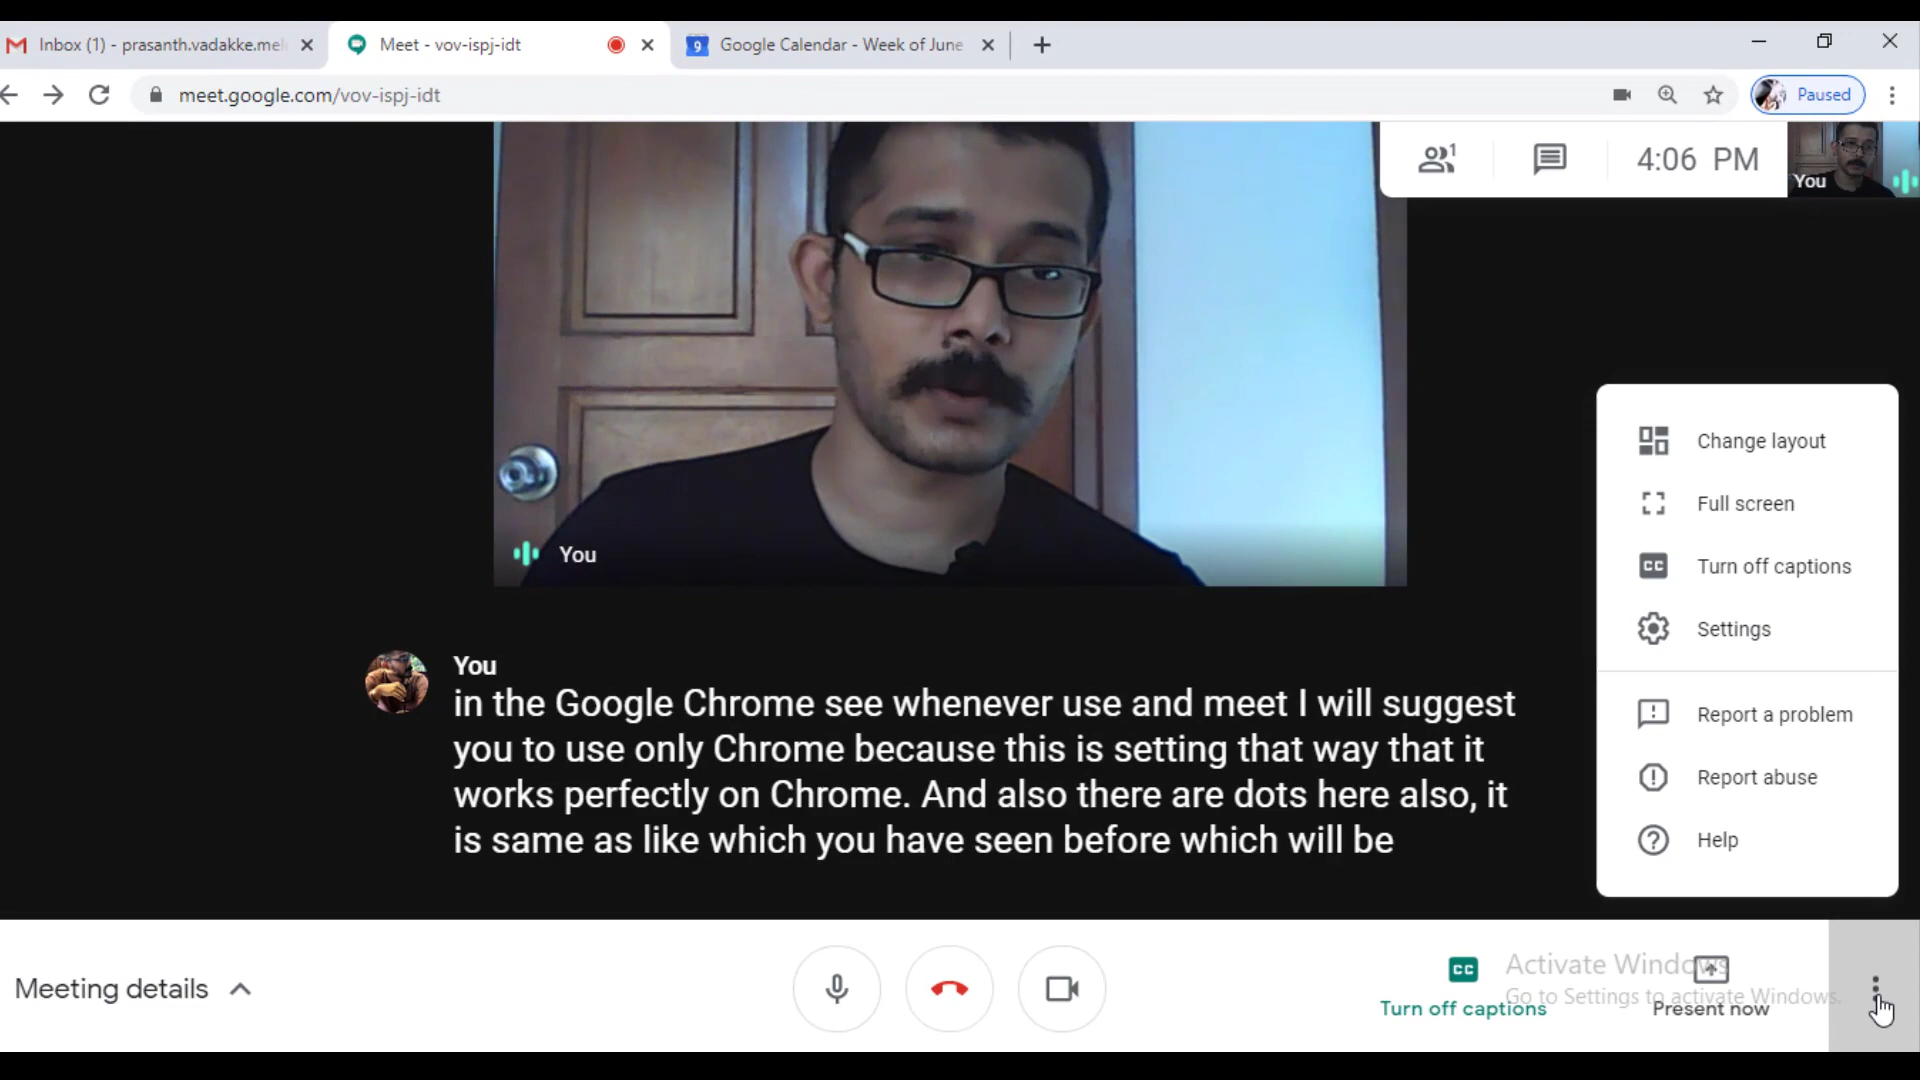 Inbox (1) - prasanth.vadakke.mel
Meet - vov-ispj-idt
9
Google Calendar - Week of June
meet.google.com/vov-ispj-idt
Paused
1
4:06 PM
You
You
Change layout
Full screen
CC Turn off captions
Settings
Report a problem
Report abuse
Help
You
in the Google Chrome see whenever use and meet I will suggest
you to use only Chrome because this is setting that way that it
works perfectly on Chrome. And also there are dots here also, it
is same as like which you have seen before which will be
Meeting details
CC
Turn off captions
Present now
Activate Windows
Go to Settings to activate Windows.